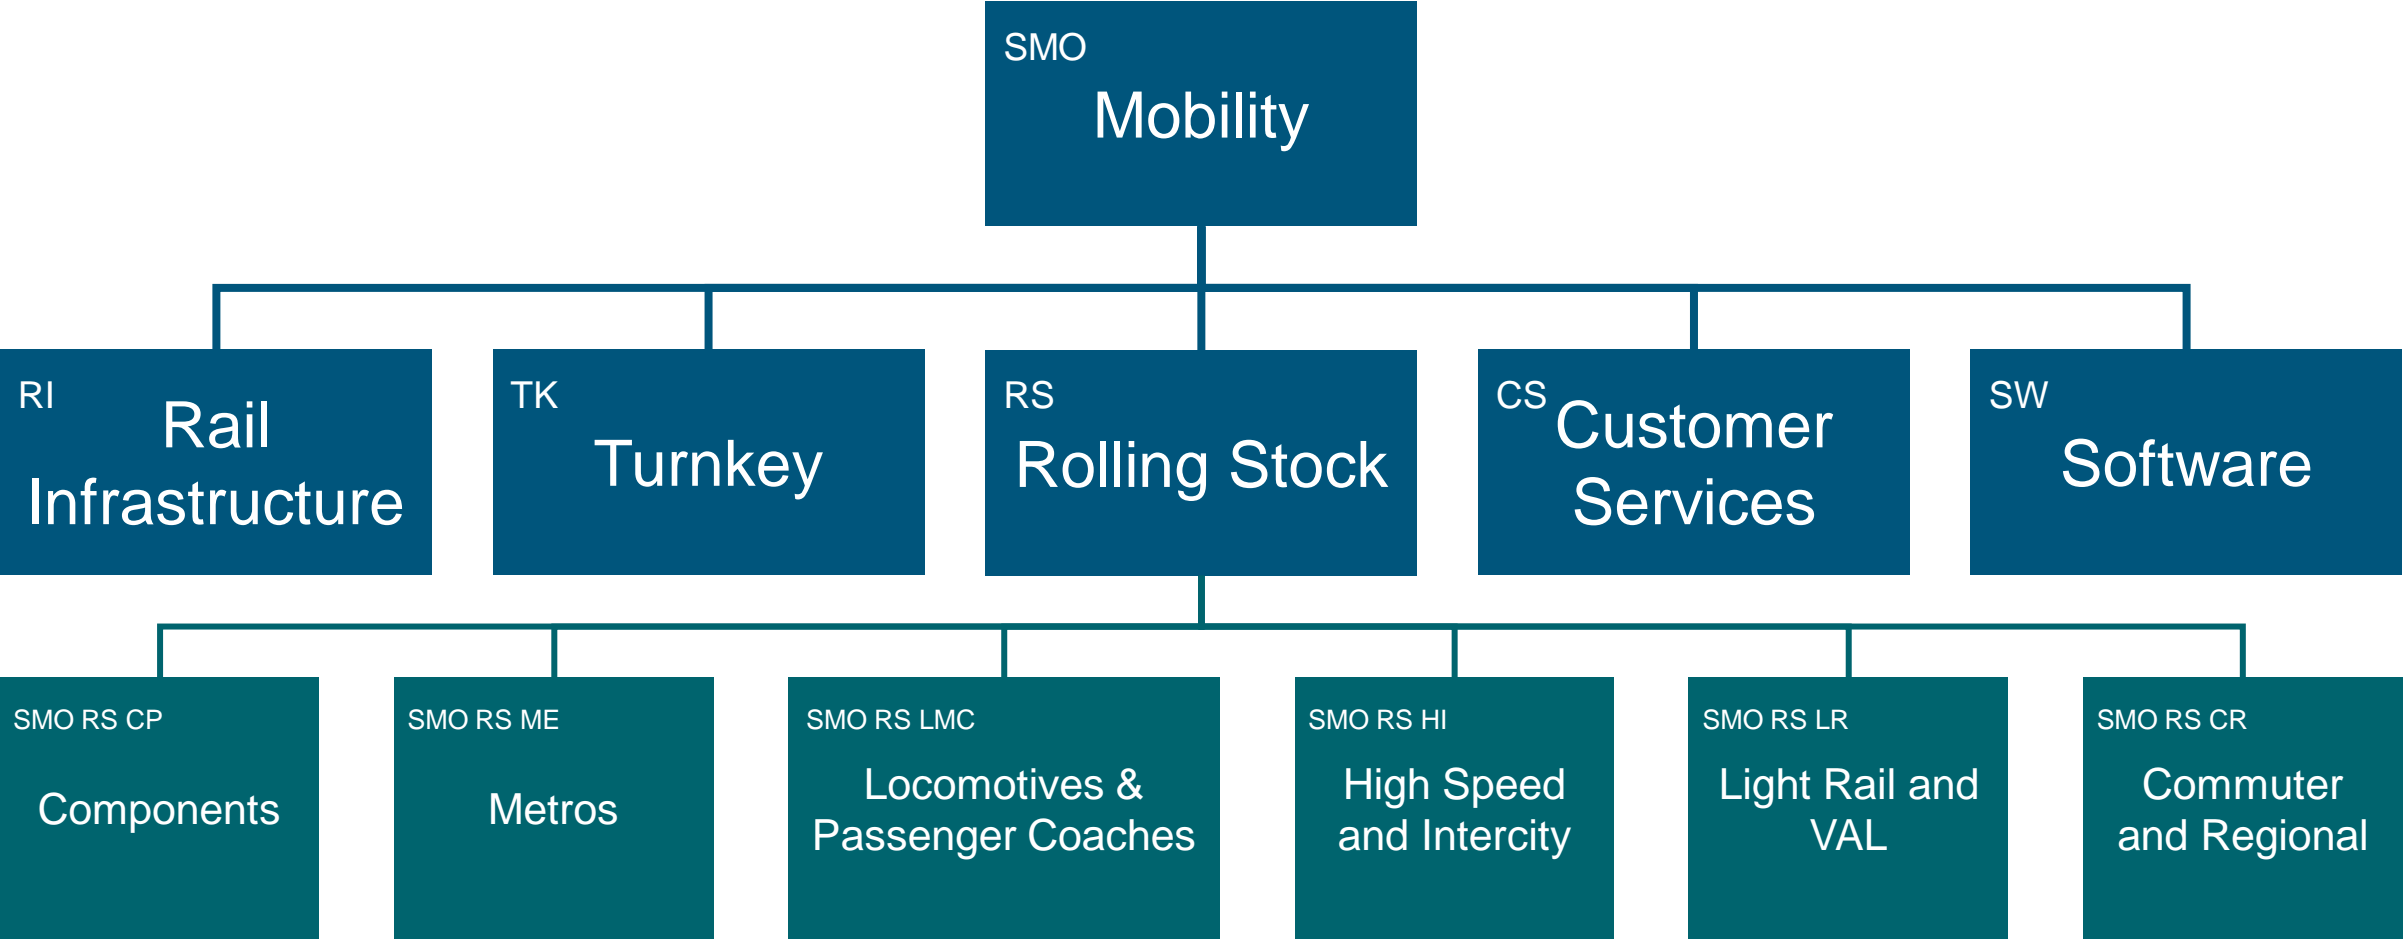 SMO
Mobility
RI
Rail
Infrastructure
TK
Turnkey
RS
Rolling Stock
CS
Customer
Services
SW
Software
SMO RS CP
Components
SMO RS ME
Metros
SMO RS LMC
Locomotives &
Passenger Coaches
SMO RS HI
High Speed
and Intercity
SMO RS LR
Light Rail and
VAL
SMO RS CR
Commuter
and Regional